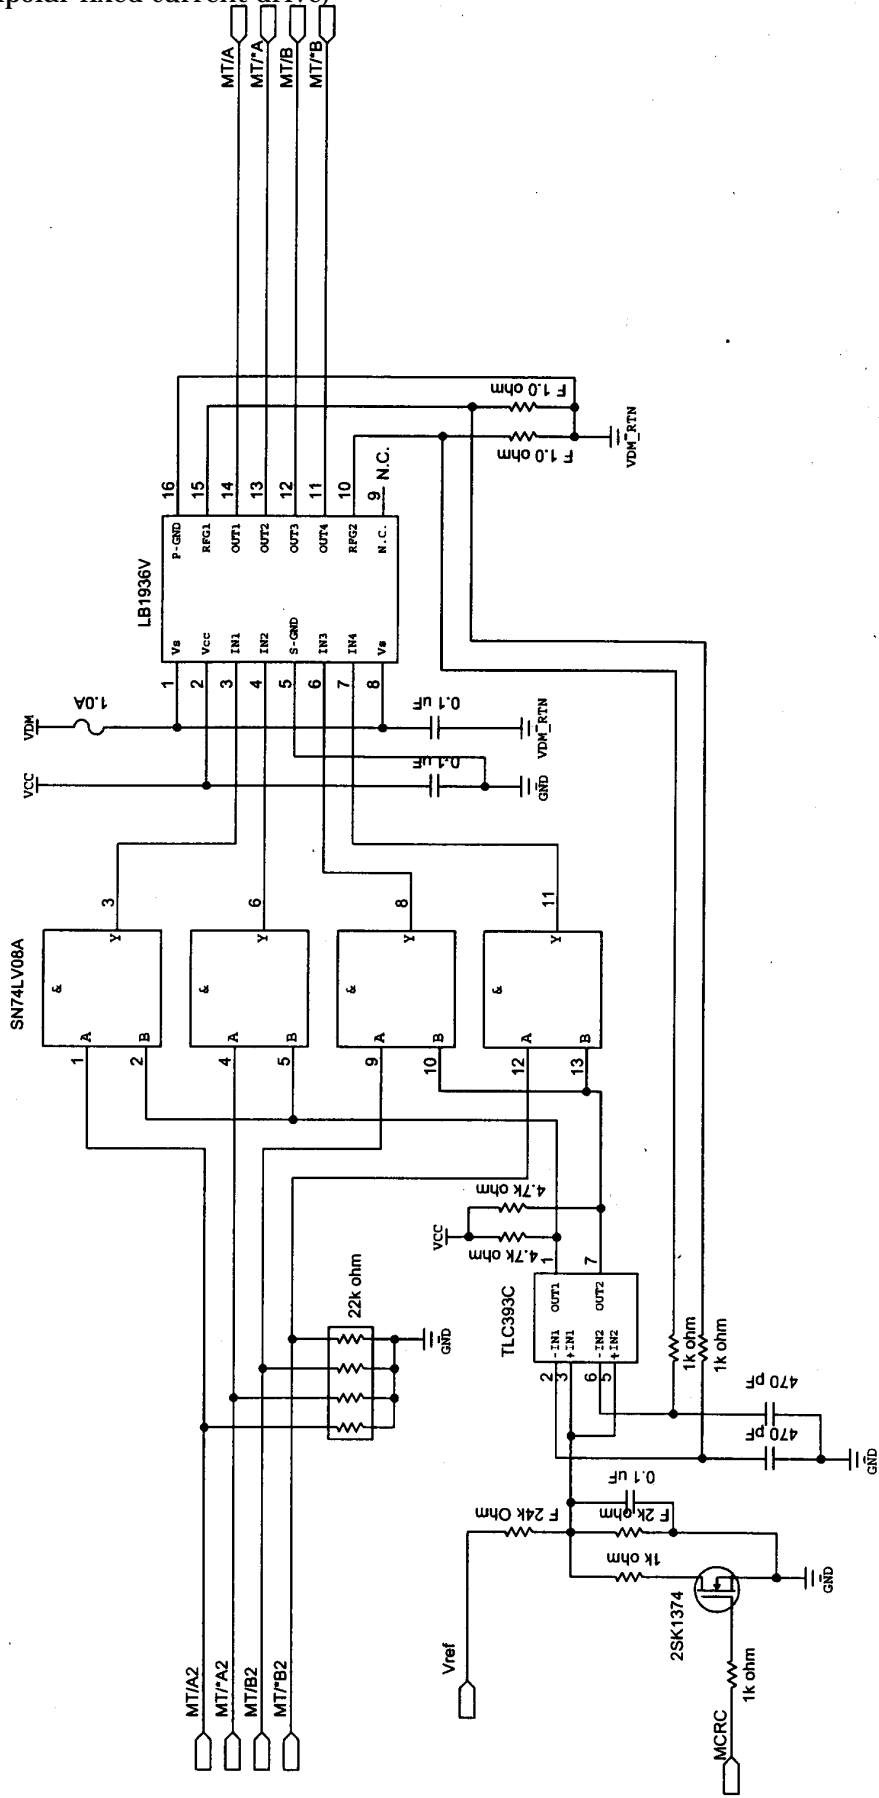 polar fixed current drive)
MT/A
MT/*A
MT/B
MT/*B
F 1.0 ohm
F 1.0 ohm
VDM_RTN
16
15
14
13
12
11
10
9
N.C.
P-GND
RFG1
OUT1
OUT2
OUT3
OUT4
RFG2
N.C.
LB1936V
Vs
Vcc
IN1
IN2
S-GND
IN3
IN4
Vs
1
2
3
4
5
6
7
8
VDM
1.0A
0.1 uF
VDM_RTN
VCC
0.1 uF
GND
3
6
8
11
SN74LV08A
Y
&
A
B
Y
&
A
B
Y
&
A
B
Y
&
A
B
1
2
4
5
9
10
12
13
VCC
4.7k ohm
4.7k ohm
1
7
22k ohm
GND
TLC393C
OUT1
OUT2
-IN1
+IN1
-IN2
+IN2
2
3
6
5
1k ohm
1k ohm
470 pF
470 pF
GND
F 24k Ohm
0.1 uF
F 2k ohm
1k ohm
GND
2SK1374
1k ohm
MT/A2
MT/*A2
MT/B2
MT/*B2
Vref
MCRC